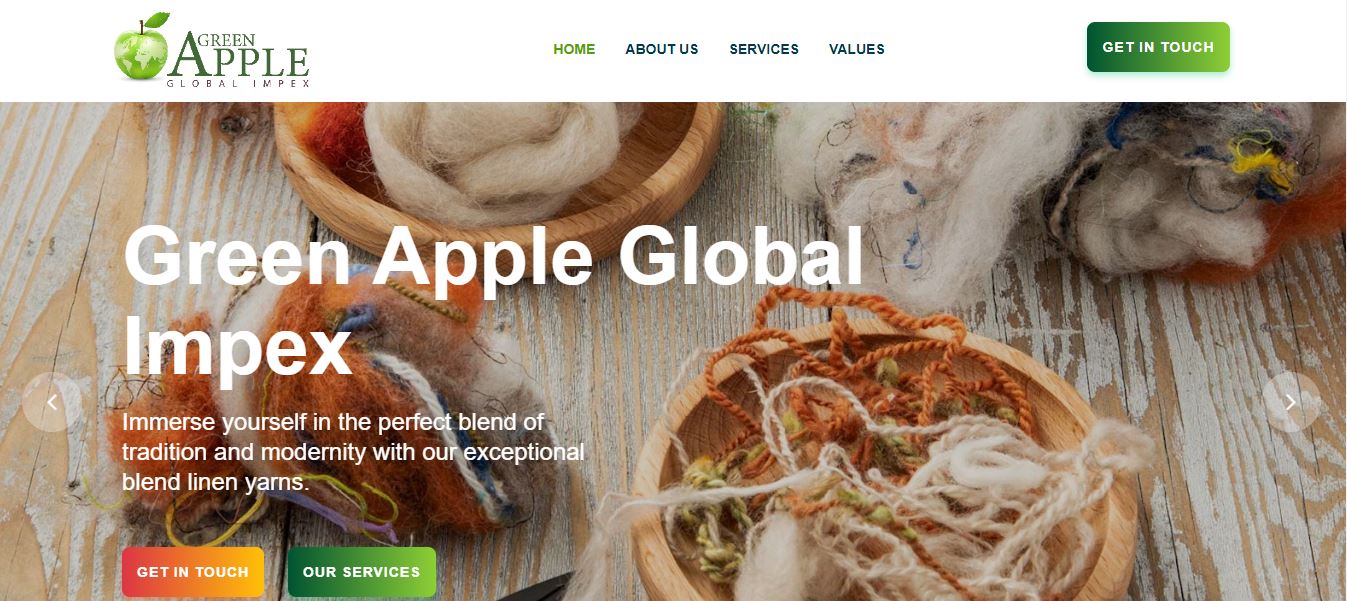 GREEN
APPLE
GLOBAL IMPEX
HOME ABOUT US SERVICES VALUES
GET IN TOUCH
Green Apple Global
Impex
Immerse yourself in the perfect blend of
tradition and modernity with our exceptional
blend linen yarns.
GET IN TOUCH
OUR SERVICES